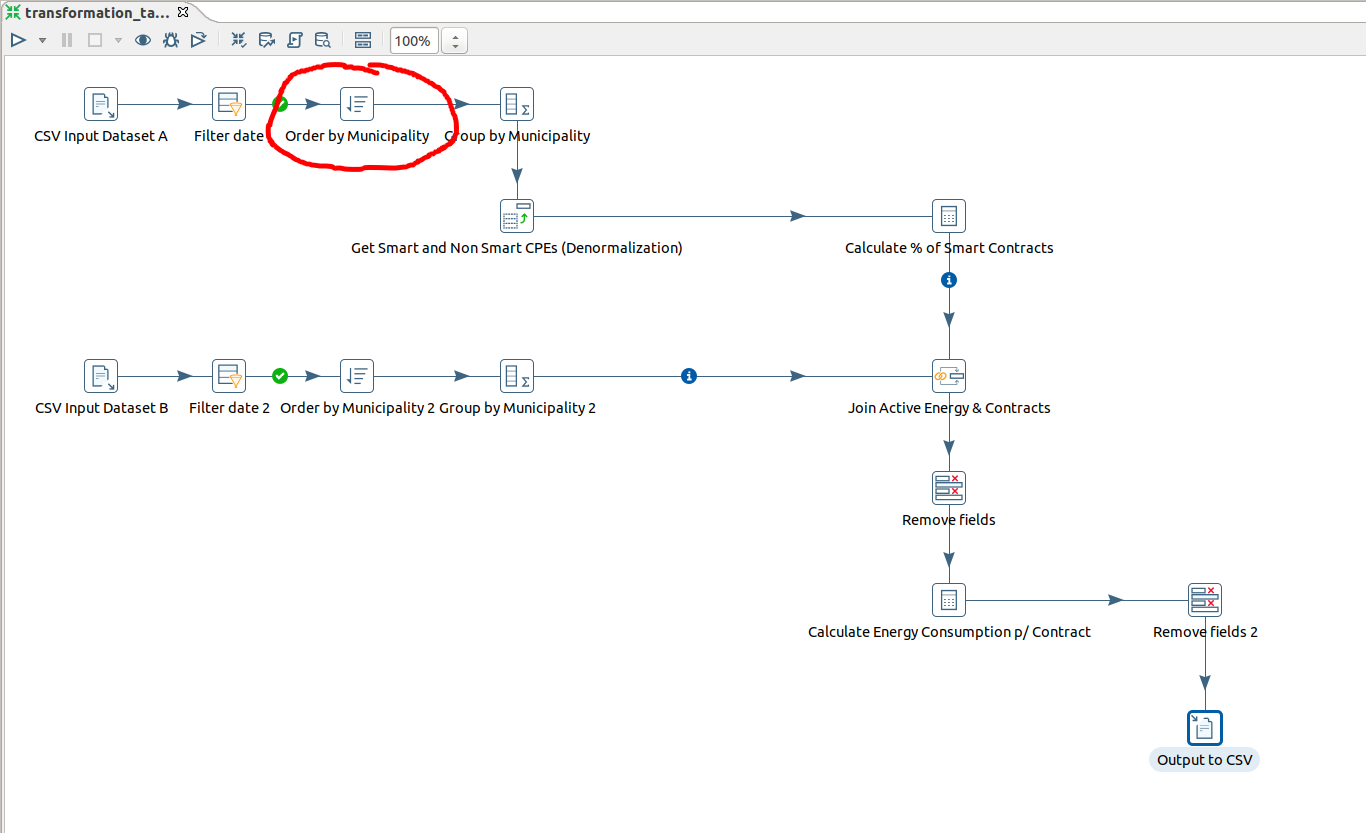 transformation_ta...
100%
CSV Input Dataset A
Filter date
Order by Municipality
Group by Municipality
Get Smart and Non Smart CPEs (Denormalization)
Calculate % of Smart Contracts
CSV Input Dataset B
Filter date 2
Order by Municipality 2
Group by Municipality 2
Join Active Energy & Contracts
Remove fields
Calculate Energy Consumption p/ Contract
Remove fields 2
Output to CSV